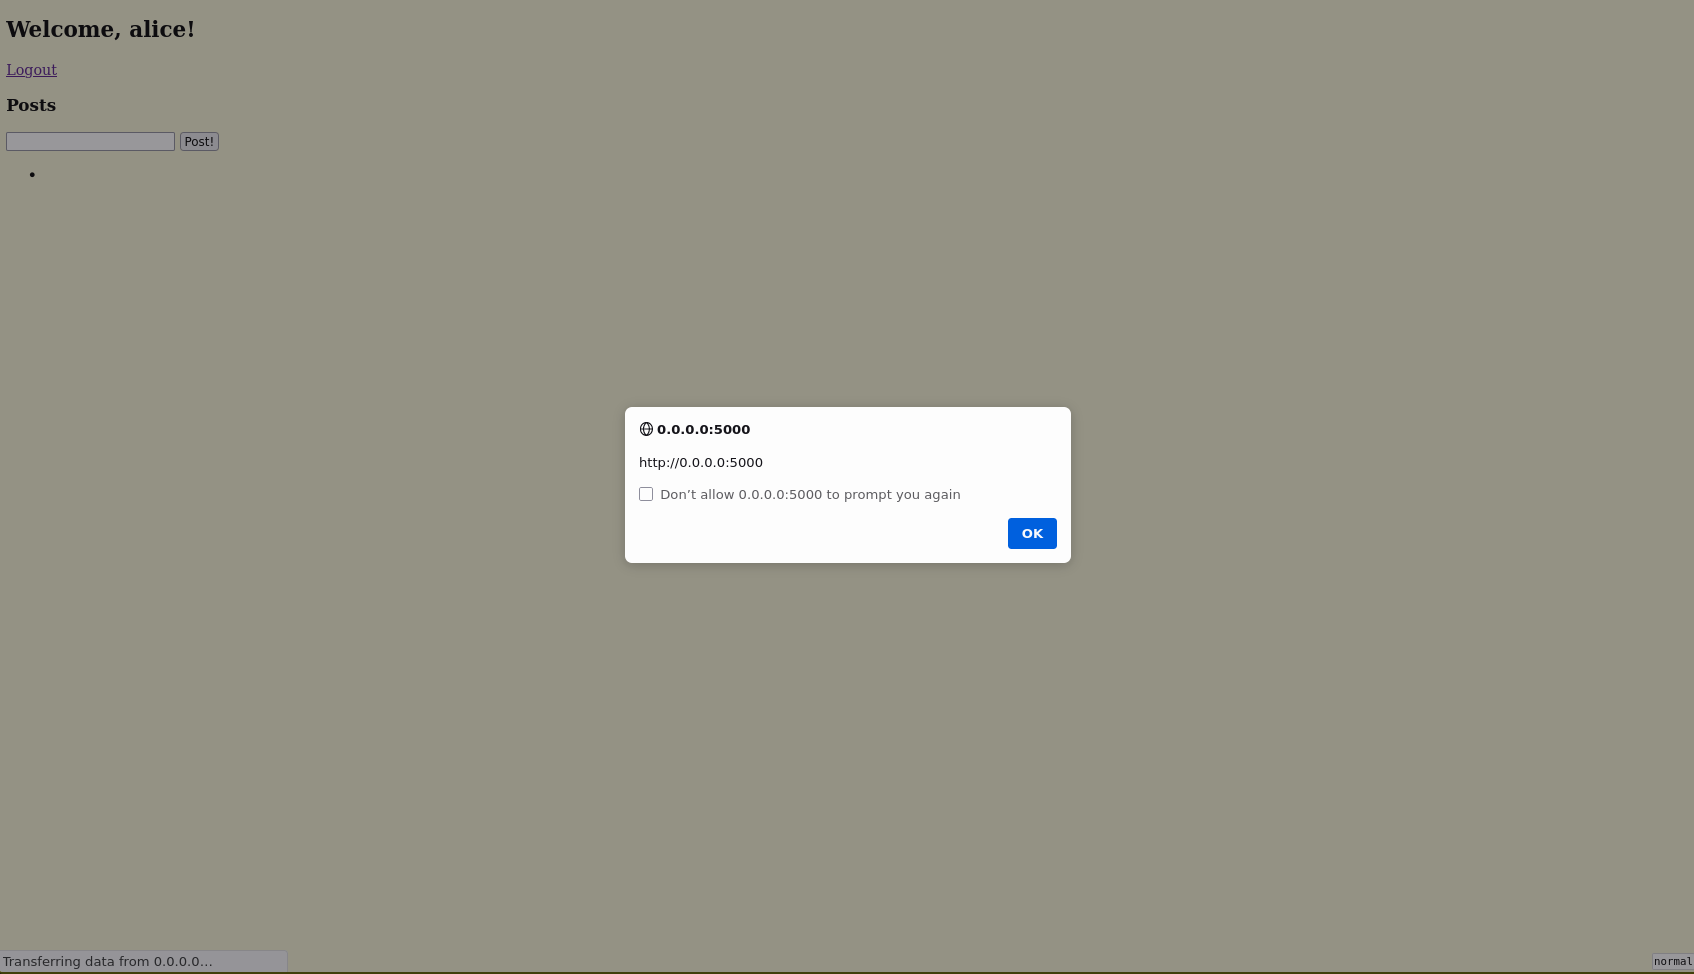 Welcome, alice!
Logout
Posts
Post!
0.0.0.0:5000
http://0.0.0.0:5000
Don’t allow 0.0.0.0:5000 to prompt you again
OK
Transferring data from 0.0.0.0…
normal